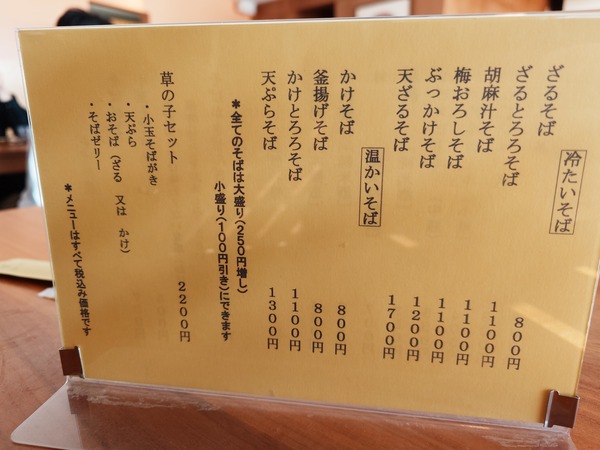 冷たいそば
ざるそば 800円
ざるとろろそば 1100円
胡麻汁そば 1100円
梅おろしそば 1100円
ぶっかけそば 1200円
天ざるそば 1700円
温かいそば
かけそば 800円
釜揚げそば 800円
かけとろろそば 1100円
天ぷらそば 1300円
*全てのそばは大盛り(250円増し)
小盛り(100円引き)にできます
草の子セット 2200円
・小玉そばがき
・天ぷら
・おそば(ざる 又は かけ)
・そばゼリー
*メニューはすべて税込み価格です